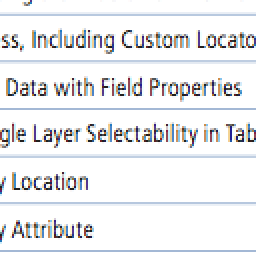 ss, Including Custom Locato
Data with Field Properties
gle Layer Selectability in Tab
y Location
y Attribute